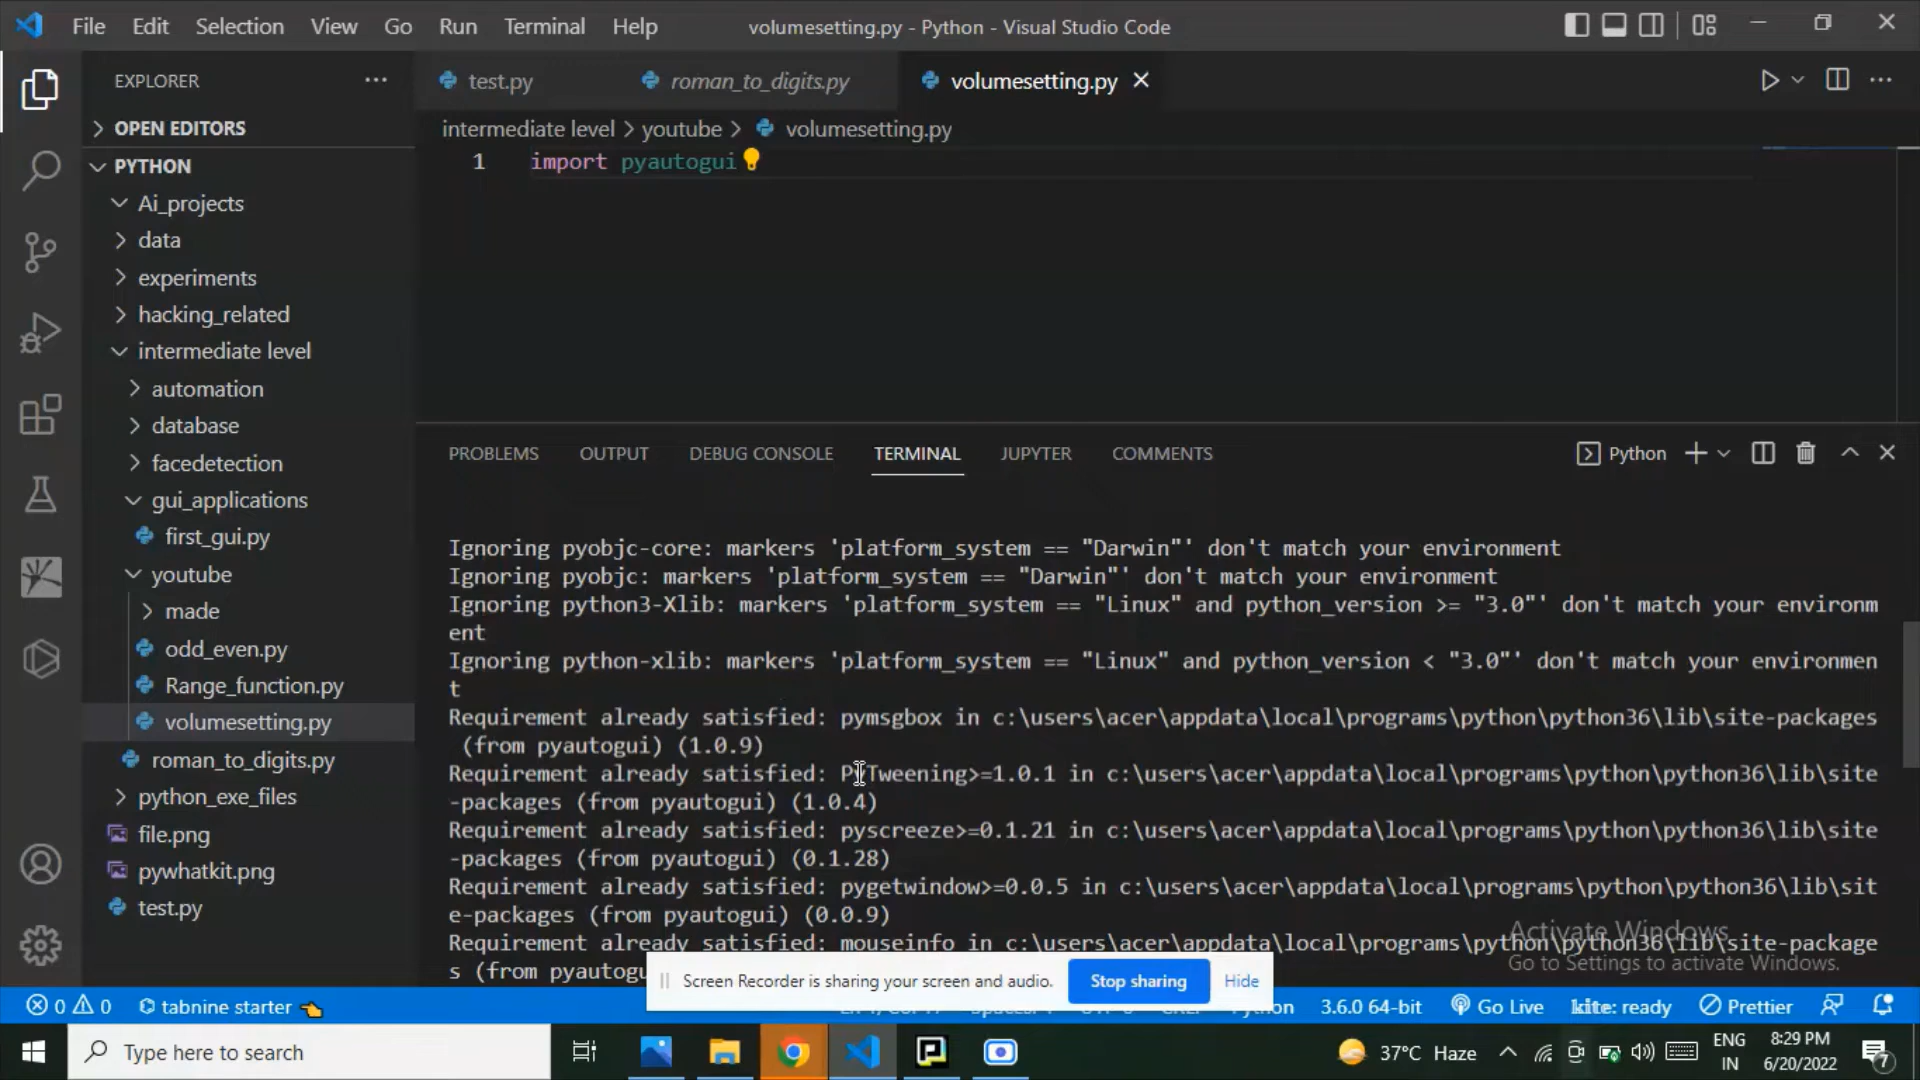 File Edit Selection View Go Run Terminal Help volumesetting.py - Python - Visual Studio Code
EXPLORER
OPEN EDITORS
PYTHON
Ai_projects
data
experiments
hacking_related
intermediate level
automation
database
facedetection
gui_applications
first_gui.py
youtube
made
odd_even.py
Range_function.py
volumesetting.py
roman_to_digits.py
python_exe_files
file.png
pywhatkit.png
test.py
test.py roman_to_digits.py volumesetting.py
intermediate level > youtube > volumesetting.py
1 import pyautogui
PROBLEMS OUTPUT DEBUG CONSOLE TERMINAL JUPYTER COMMENTS Python
Ignoring pyobjc-core: markers 'platform_system == "Darwin"' don't match your environment
Ignoring pyobjc: markers 'platform_system == "Darwin"' don't match your environment
Ignoring python3-Xlib: markers 'platform_system == "Linux" and python_version >= "3.0"' don't match your environm
ent
Ignoring python-xlib: markers 'platform_system == "Linux" and python_version < "3.0"' don't match your environmen
t
Requirement already satisfied: pymsgbox in c:\users\acer\appdata\local\programs\python\python36\lib\site-packages
(from pyautogui) (1.0.9)
Requirement already satisfied: PyTweening>=1.0.1 in c:\users\acer\appdata\local\programs\python\python36\lib\site
-packages (from pyautogui) (1.0.4)
Requirement already satisfied: pyscreeze>=0.1.21 in c:\users\acer\appdata\local\programs\python\python36\lib\site
-packages (from pyautogui) (0.1.28)
Requirement already satisfied: pygetwindow>=0.0.5 in c:\users\acer\appdata\local\programs\python\python36\lib\sit
e-packages (from pyautogui) (0.0.9)
Requirement already satisfied: mouseinfo in c:\users\acer\appdata\local\programs\python\python36\lib\site-package
s (from pyautogu
Activate Windows
Go to Settings to activate Windows.
Screen Recorder is sharing your screen and audio. Stop sharing Hide
0 0 tabnine starter 3.6.0 64-bit Go Live kite: ready Prettier
Type here to search 37°C Haze ENG IN 8:29 PM 6/20/2022 7